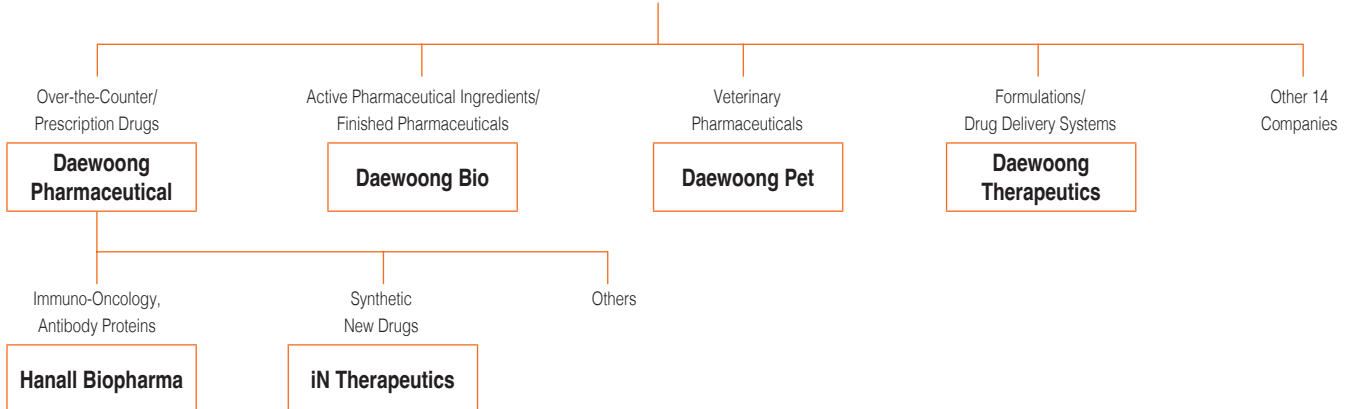 Over-the-Counter/
Prescription Drugs
Daewoong
Pharmaceutical
Active Pharmaceutical Ingredients/
Finished Pharmaceuticals
Daewoong Bio
Veterinary
Pharmaceuticals
Daewoong Pet
Formulations/
Drug Delivery Systems
Daewoong
Therapeutics
Other 14
Companies
Immuno-Oncology,
Antibody Proteins
Hanall Biopharma
Synthetic
New Drugs
iN Therapeutics
Others